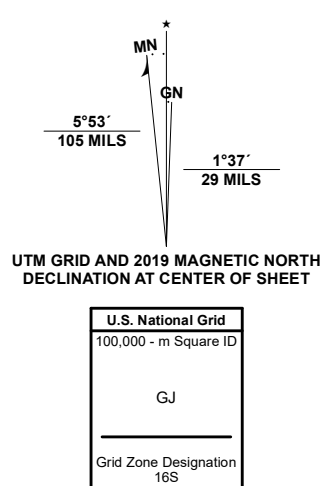 ★
MN
GN
5°53´
105 MILS
1°37´
29 MILS
UTM GRID AND 2019 MAGNETIC NORTH
DECLINATION AT CENTER OF SHEET
U.S. National Grid
100,000 - m Square ID
GJ
Grid Zone Designation
16S